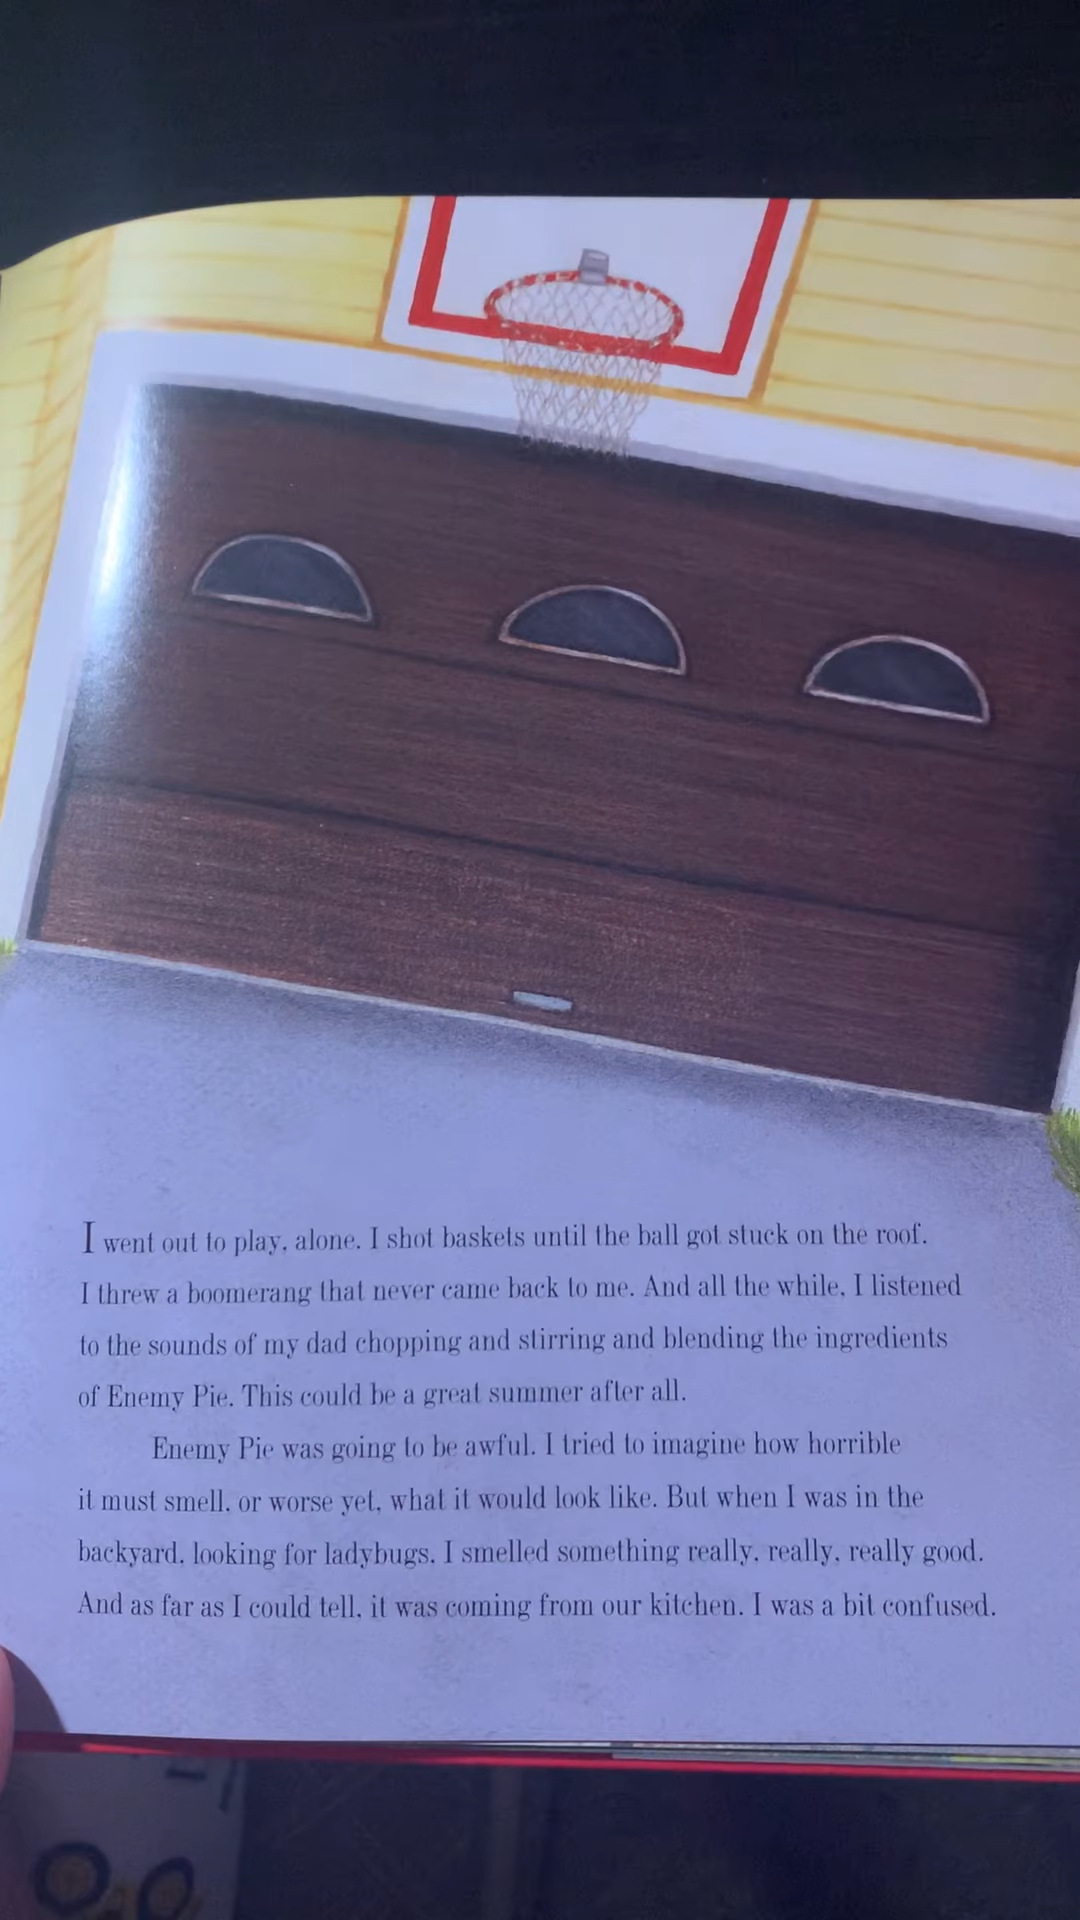 I went out to play, alone. I shot baskets until the ball got stuck on the roof.
I threw a boomerang that never came back to me. And all the while, I listened
to the sounds of my dad chopping and stirring and blending the ingredients
of Enemy Pie. This could be a great summer after all.
Enemy Pie was going to be awful. I tried to imagine how horrible
it must smell, or worse yet, what it would look like. But when I was in the
backyard, looking for ladybugs, I smelled something really, really, really good.
And as far as I could tell, it was coming from our kitchen. I was a bit confused.